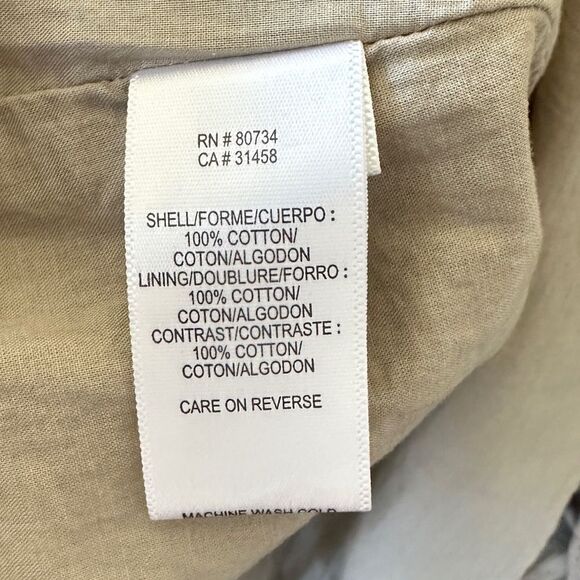 RN # 80734
CA # 31458
SHELL/FORME/CUERPO :
100% COTTON/
COTON/ALGODON
LINING/DOUBLURE/FORRO :
100% COTTON/
COTON/ALGODON
CONTRAST/CONTRASTE :
100% COTTON/
COTON/ALGODON
CARE ON REVERSE
MACHINE WASH COLD